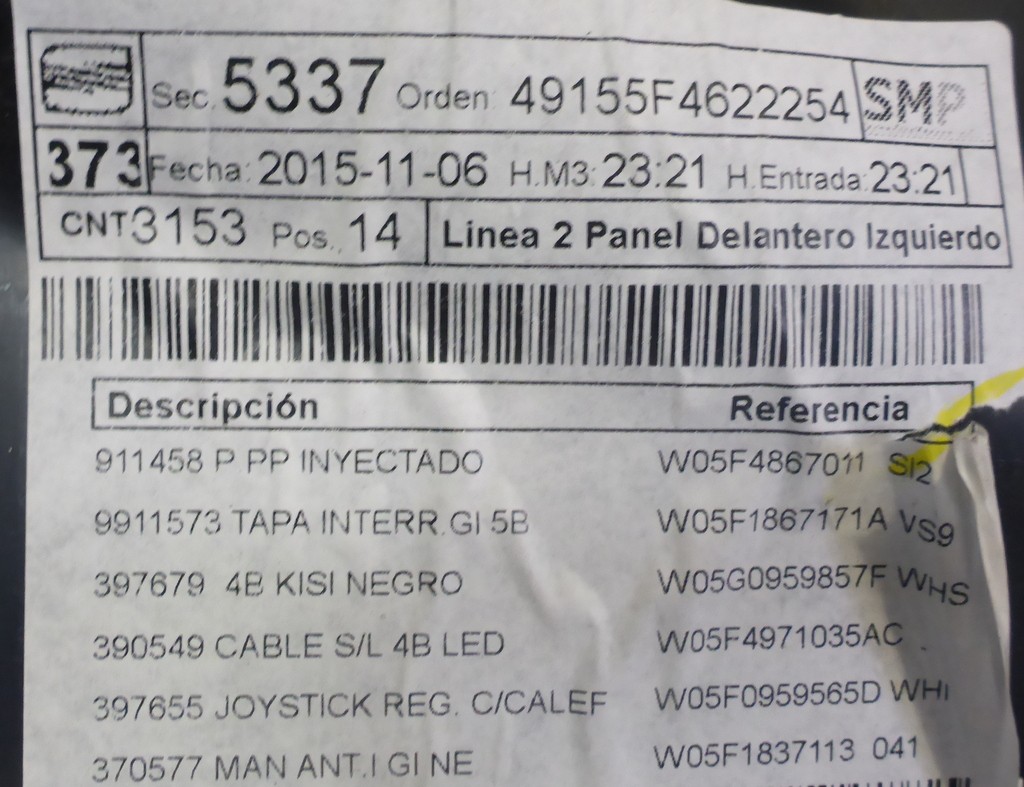 Sec. 5337 Orden: 49155F4622254 SMP
373 Fecha: 2015-11-06 H.M3: 23:21 H.Entrada: 23:21
CNT 3153 Pos.. 14 Linea 2 Panel Delantero Izquierdo
Descripción Referencia
911458 P PP INYECTADO W05F4867011 SI2
9911573 TAPA INTERR.GI 5B W05F1867171A VS9
397679 4B KISI NEGRO W05G0959857F WHS
390549 CABLE S/L 4B LED W05F4971035AC .
397655 JOYSTICK REG. C/CALEF W05F0959565D WHI
370577 MAN ANT.I GI NE W05F1837113 041